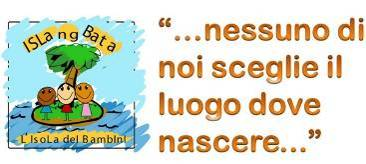 ISLa ng Bata
L'IsoLa dei Bambini
“...nessuno di
noi sceglie il
luogo dove
nascere...”